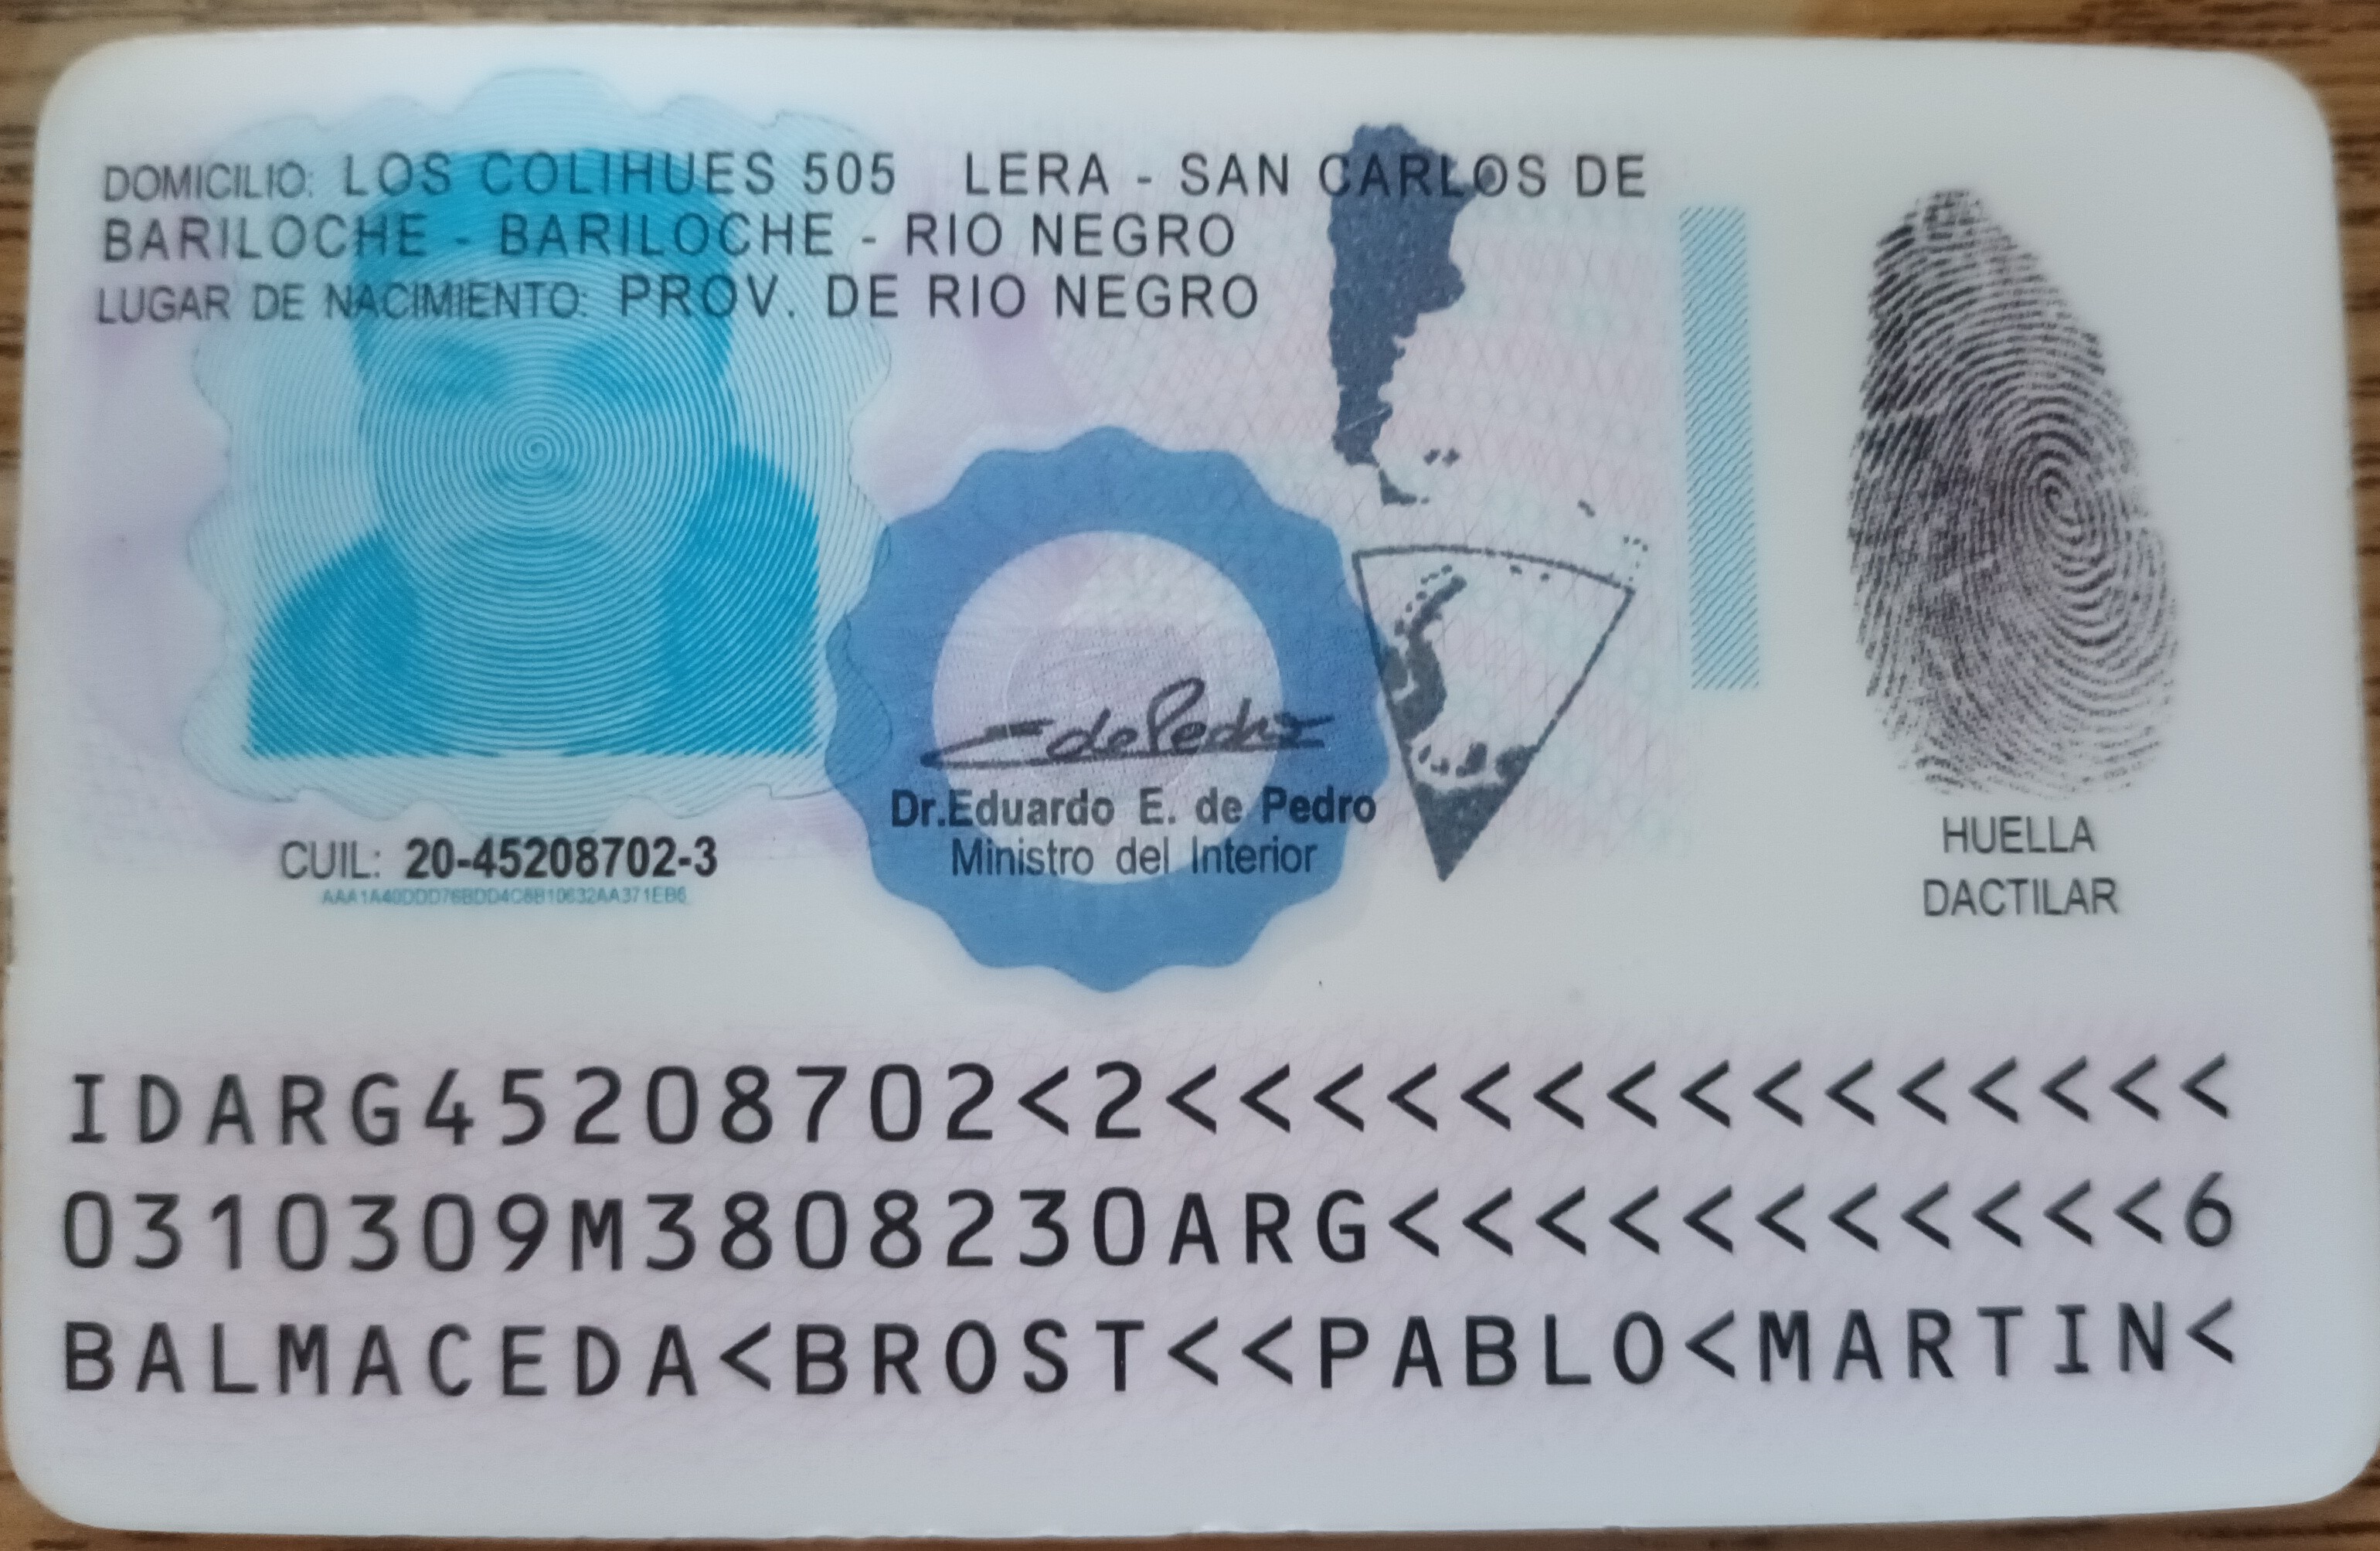 DOMICILIO: LOS COLIHUES 505 LERA - SAN CARLOS DE
BARILOCHE - BARILOCHE - RIO NEGRO
LUGAR DE NACIMIENTO: PROV. DE RIO NEGRO
CUIL: 20-45208702-3
Dr.Eduardo E. de Pedro
Ministro del Interior
HUELLA
DACTILAR
IDARG45208702<2<<<<<<<<<<<<<<<
0310309M3808230ARG<<<<<<<<<<<6
BALMACEDA<BROST<<PABLO<MARTIN<